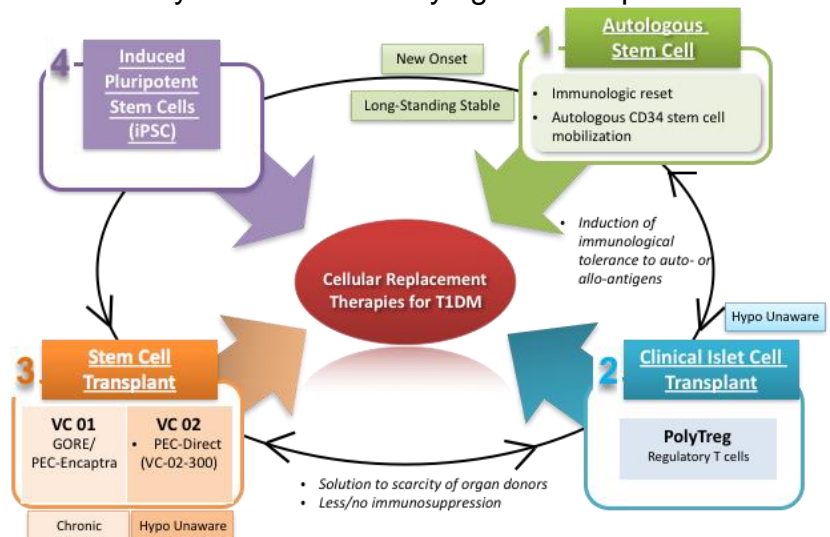 4
Induced
Pluripotent
Stem Cells
(iPSC)
New Onset
Long-Standing Stable
1
Autologous
Stem Cell
• Immunologic reset
• Autologous CD34 stem cell
mobilization
• Induction of
immunological
tolerance to auto- or
allo-antigens
Cellular Replacement
Therapies for T1DM
Hypo Unaware
3
Stem Cell
Transplant
VC 01
GORE/
PEC-Encaptra
VC 02
• PEC-Direct
(VC-02-300)
Chronic
Hypo Unaware
2
Clinical Islet Cell
Transplant
PolyTreg
Regulatory T cells
• Solution to scarcity of organ donors
• Less/no immunosuppression